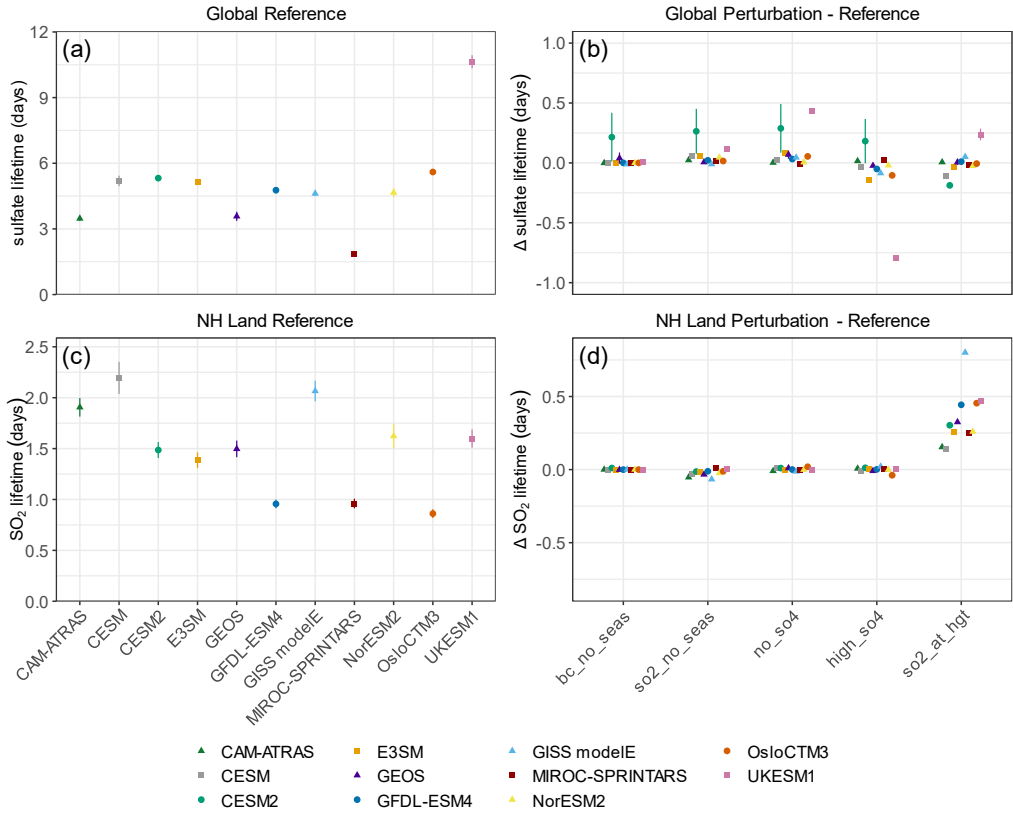 Global Reference
(a)
sulfate lifetime (days)
12
9
6
3
0
Global Perturbation - Reference
(b)
Δ sulfate lifetime (days)
1.0
0.5
0.0
-0.5
-1.0
NH Land Reference
(c)
SO₂ lifetime (days)
2.5
2.0
1.5
1.0
0.5
0.0
CAM-ATRAS
CESM
CESM2
E3SM
GEOS
GFDL-ESM4
GISS modelE
MIROC-SPRINTARS
NorESM2
OsloCTM3
UKESM1
NH Land Perturbation - Reference
(d)
Δ SO₂ lifetime (days)
0.5
0.0
-0.5
bc_no_seas
so2_no_seas
no_so4
high_so4
so2_at_hgt
CAM-ATRAS
E3SM
GISS modelE
OsloCTM3
CESM
GEOS
MIROC-SPRINTARS
UKESM1
CESM2
GFDL-ESM4
NorESM2